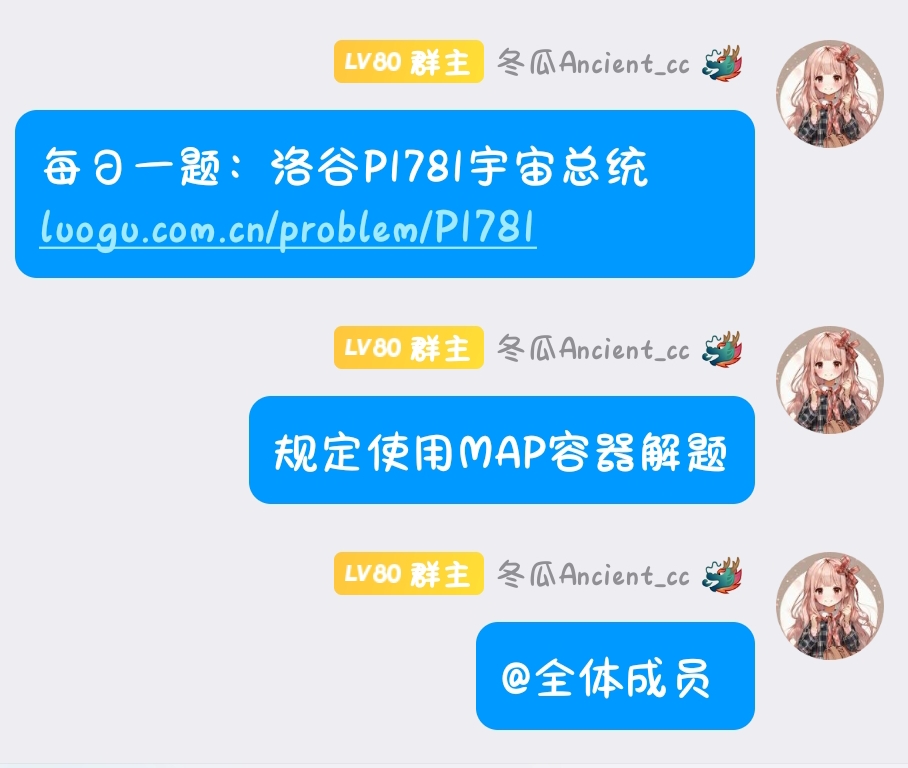 LV80 群主 冬瓜Ancient_cc
每日一题：洛谷P1781宇宙总统
luogu.com.cn/problem/P1781
LV80 群主 冬瓜Ancient_cc
规定使用MAP容器解题
LV80 群主 冬瓜Ancient_cc
@全体成员